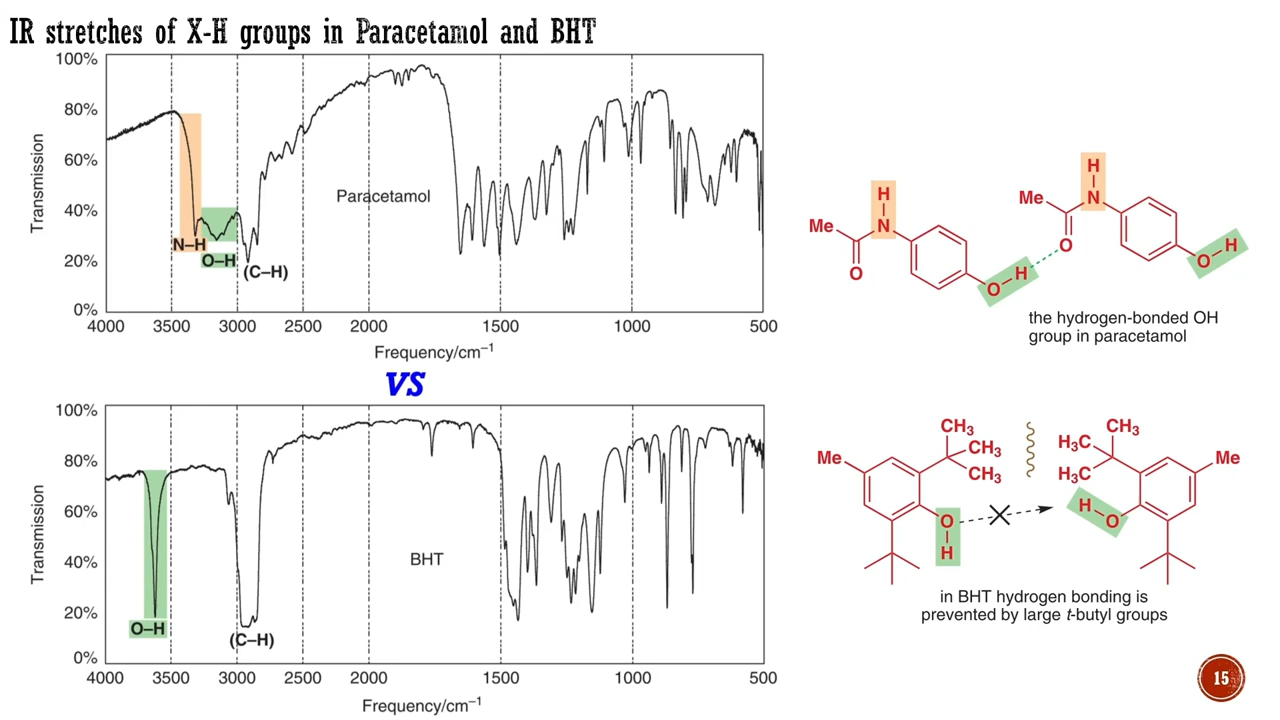 IR stretches of X-H groups in Paracetamol and BHT
100%
80%
60%
40%
20%
0%
Transmission
Paracetamol
N–H
O–H
(C–H)
4000 3500 3000 2500 2000 1500 1000 500
Frequency/cm⁻¹
H
N
Me
O
H
O
H
N
Me
O
H
O
the hydrogen-bonded OH
group in paracetamol
VS
100%
80%
60%
40%
20%
0%
Transmission
BHT
O–H
(C–H)
4000 3500 3000 2500 2000 1500 1000 500
Frequency/cm⁻¹
CH₃
Me
CH₃
CH₃
O
H
CH₃
H₃C
H₃C
Me
H
O
in BHT hydrogen bonding is
prevented by large t-butyl groups
15